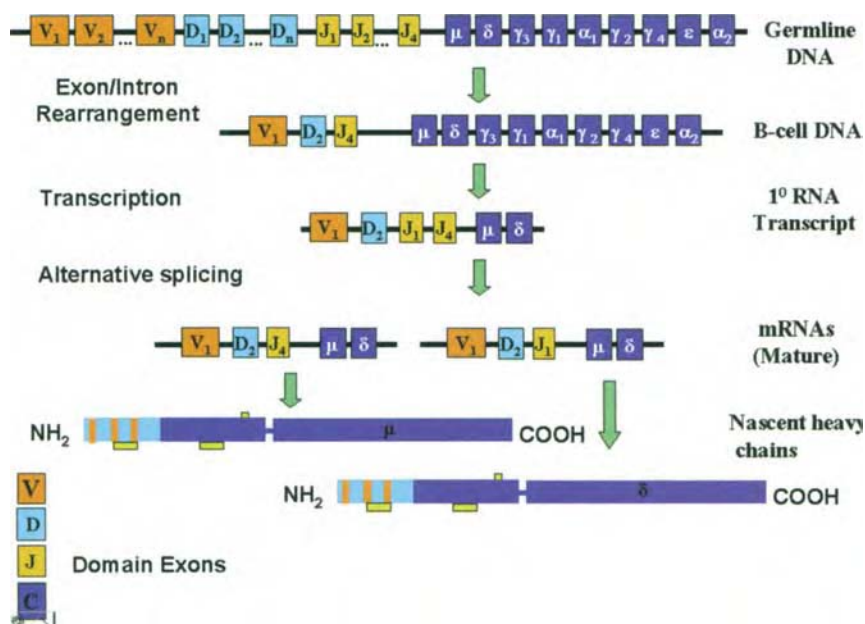 V1 V2 ... Vn D1 D2 ... Dn J1 J2 ... J4 μ δ γ3 γ1 α1 γ2 γ4 ε α2
Germline
DNA
Exon/Intron
Rearrangement
V1 D2 J4 μ δ γ3 γ1 α1 γ2 γ4 ε α2
B-cell DNA
Transcription
1⁰ RNA
Transcript
V1 D2 J1 J4 μ δ
Alternative splicing
V1 D2 J4 μ δ V1 D2 J1 μ δ
mRNAs
(Mature)
NH2 μ COOH
Nascent heavy
chains
NH2 δ COOH
V
D
J
C
Domain Exons